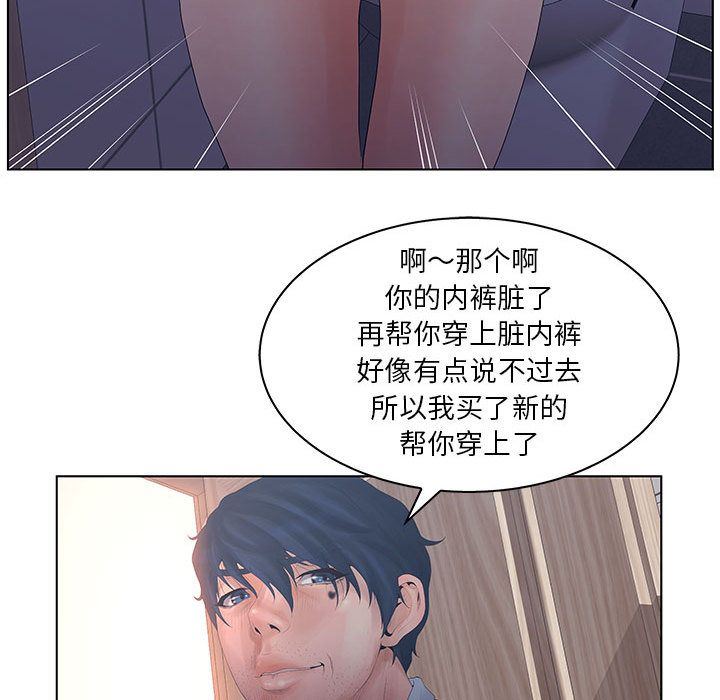 啊～那个啊
你的内裤脏了
再帮你穿上脏内裤
好像有点说不过去
所以我买了新的
帮你穿上了